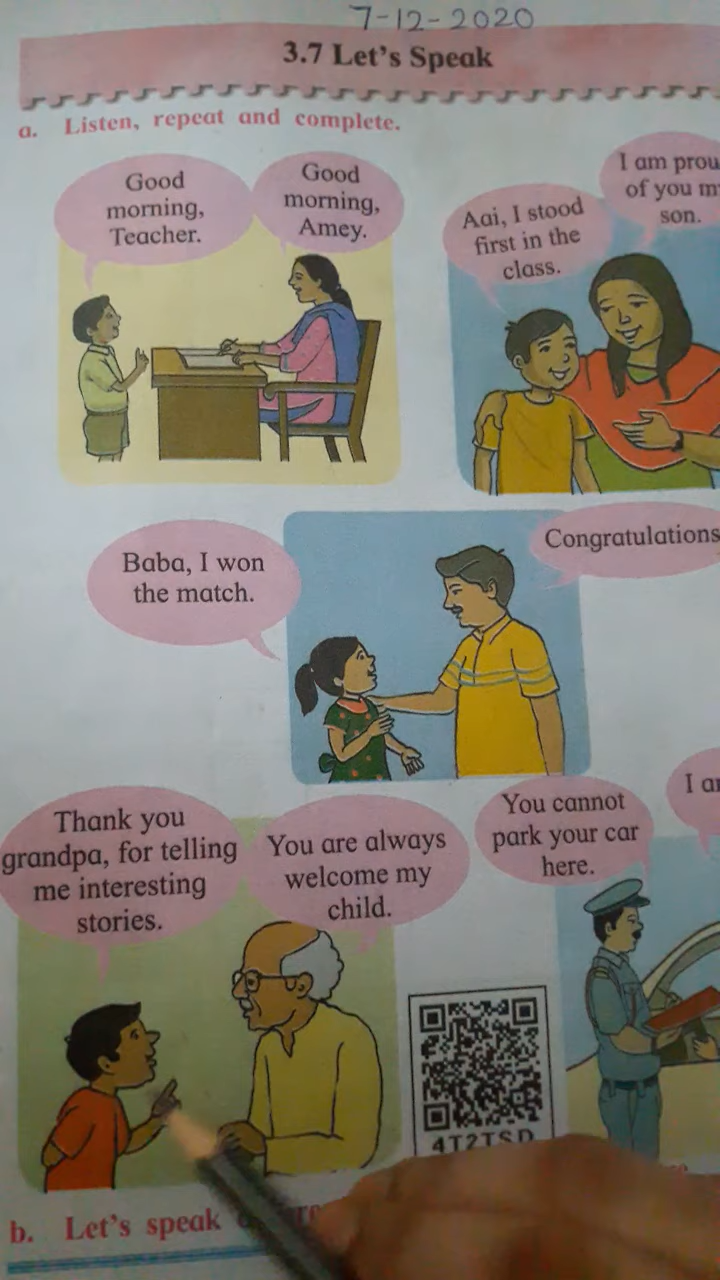 7-12-2020
3.7 Let's Speak
a. Listen, repeat and complete.
Good
morning,
Teacher.
Good
morning,
Amey.
Aai, I stood
first in the
class.
I am prou
of you m
son.
Baba, I won
the match.
Congratulations
Thank you
grandpa, for telling
me interesting
stories.
You are always
welcome my
child.
You cannot
park your car
here.
I a
4T2TSD
b. Let's speak